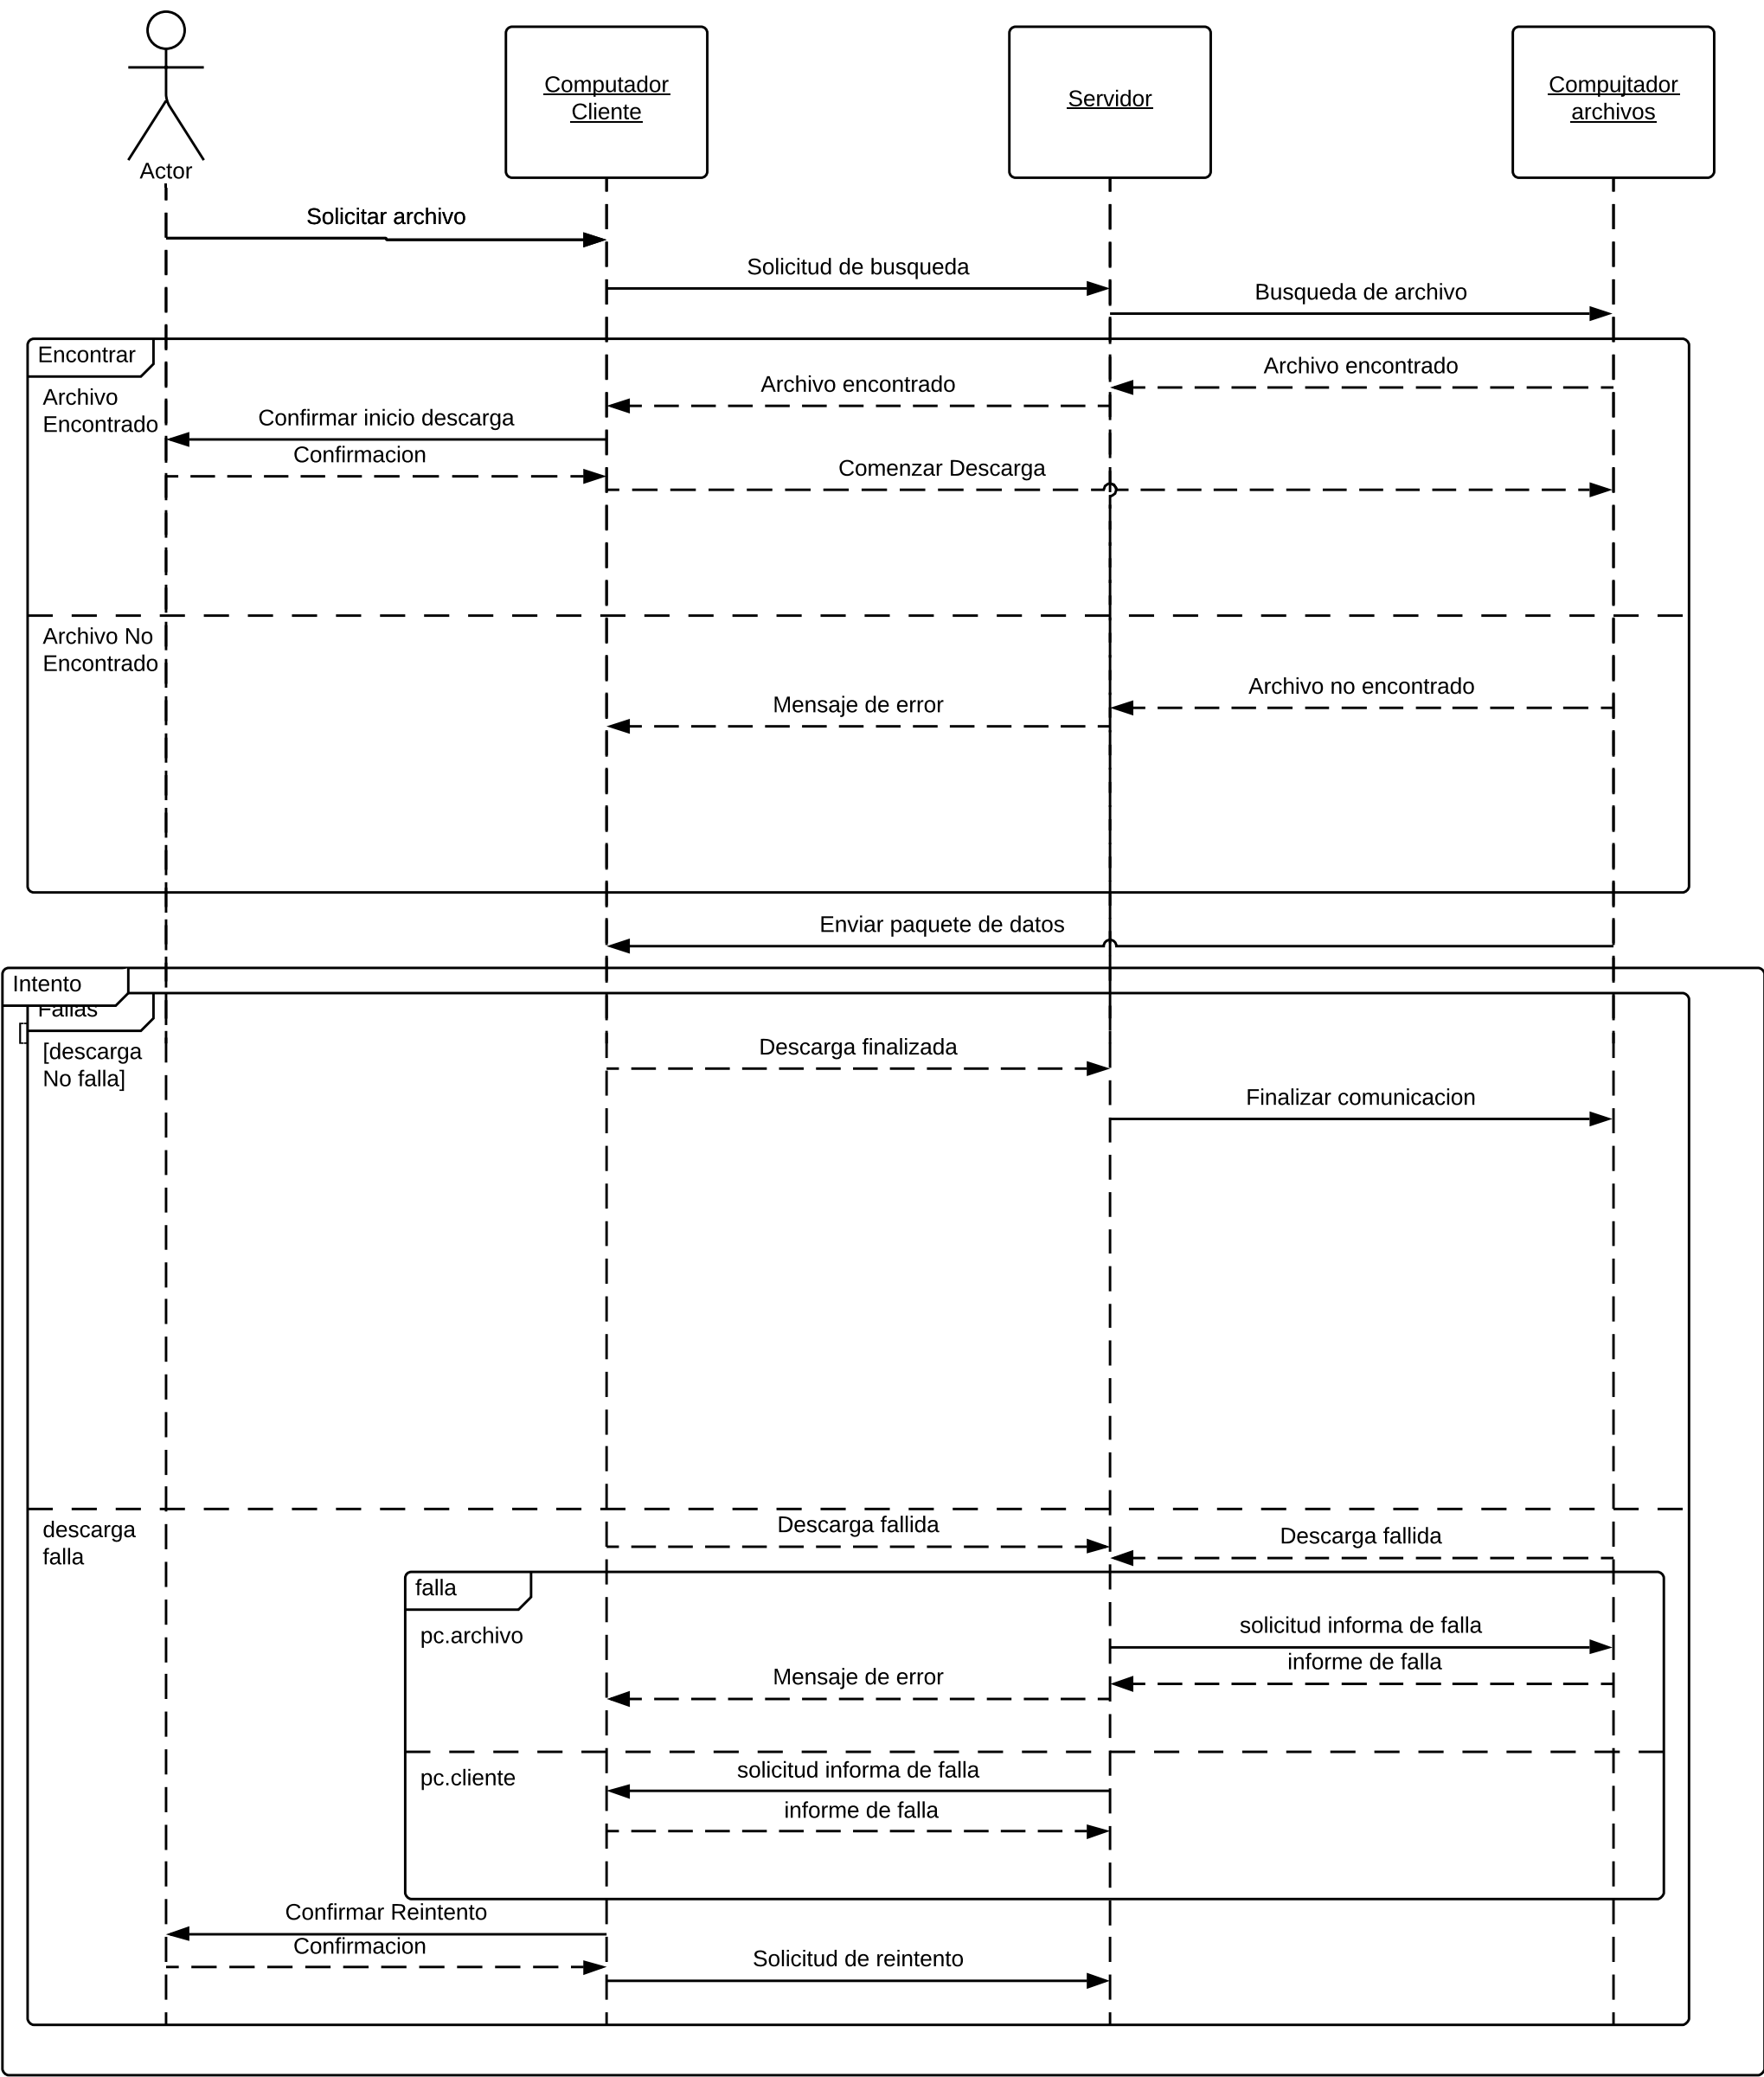 Actor
Computador
Cliente
Servidor
Compujtador
archivos
Solicitar archivo
Solicitud de busqueda
Busqueda de archivo
Encontrar
Archivo
Encontrado
Archivo encontrado
Archivo encontrado
Confirmar inicio descarga
Confirmacion
Comenzar Descarga
Archivo No
Encontrado
Archivo no encontrado
Mensaje de error
Enviar paquete de datos
Intento
Fallas
[
[descarga
No falla]
Descarga finalizada
Finalizar comunicacion
descarga
falla
Descarga fallida
Descarga fallida
falla
pc.archivo
solicitud informa de falla
informe de falla
Mensaje de error
pc.cliente
solicitud informa de falla
informe de falla
Confirmar Reintento
Confirmacion
Solicitud de reintento